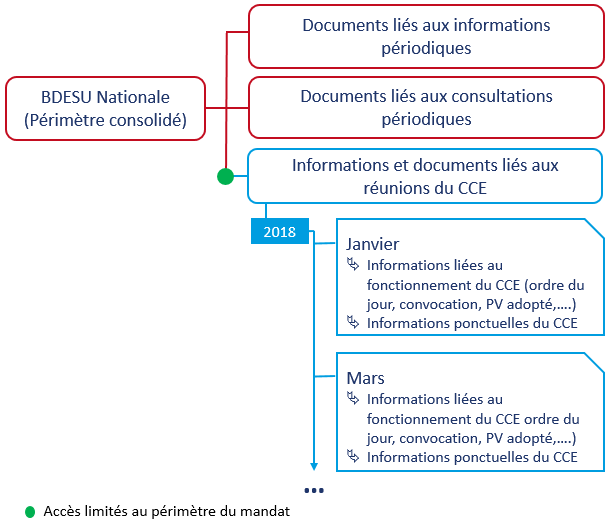 Documents liés aux informations
périodiques
BDESU Nationale
(Périmètre consolidé)
Documents liés aux consultations
périodiques
Informations et documents liés aux
réunions du CCE
2018
Janvier
Informations liées au
fonctionnement du CCE (ordre du
jour, convocation, PV adopté,....)
Informations ponctuelles du CCE
Mars
Informations liées au
fonctionnement du CCE ordre du
jour, convocation, PV adopté,....)
Informations ponctuelles du CCE
...
Accès limités au périmètre du mandat